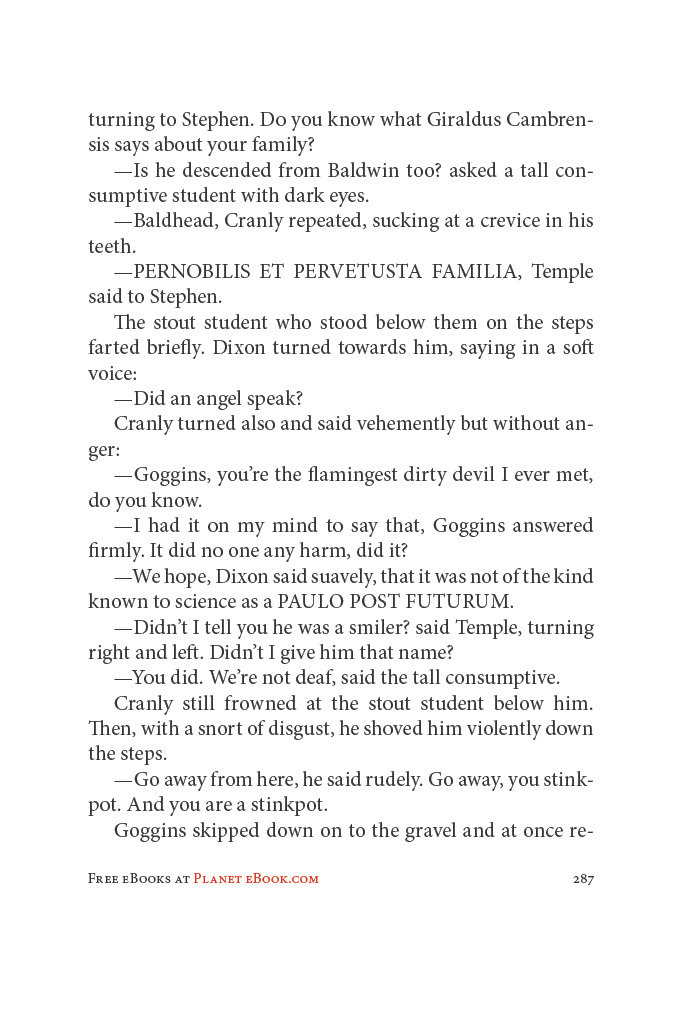 turning to Stephen. Do you know what Giraldus Cambren-
sis says about your family?
—Is he descended from Baldwin too? asked a tall con-
sumptive student with dark eyes.
—Baldhead, Cranly repeated, sucking at a crevice in his
teeth.
—PERNOBILIS ET PERVETUSTA FAMILIA, Temple
said to Stephen.
The stout student who stood below them on the steps
farted briefly. Dixon turned towards him, saying in a soft
voice:
—Did an angel speak?
Cranly turned also and said vehemently but without an-
ger:
—Goggins, you’re the flamingest dirty devil I ever met,
do you know.
—I had it on my mind to say that, Goggins answered
firmly. It did no one any harm, did it?
—We hope, Dixon said suavely, that it was not of the kind
known to science as a PAULO POST FUTURUM.
—Didn’t I tell you he was a smiler? said Temple, turning
right and left. Didn’t I give him that name?
—You did. We’re not deaf, said the tall consumptive.
Cranly still frowned at the stout student below him.
Then, with a snort of disgust, he shoved him violently down
the steps.
—Go away from here, he said rudely. Go away, you stink-
pot. And you are a stinkpot.
Goggins skipped down on to the gravel and at once re-
Free eBooks at Planet eBook.com 287